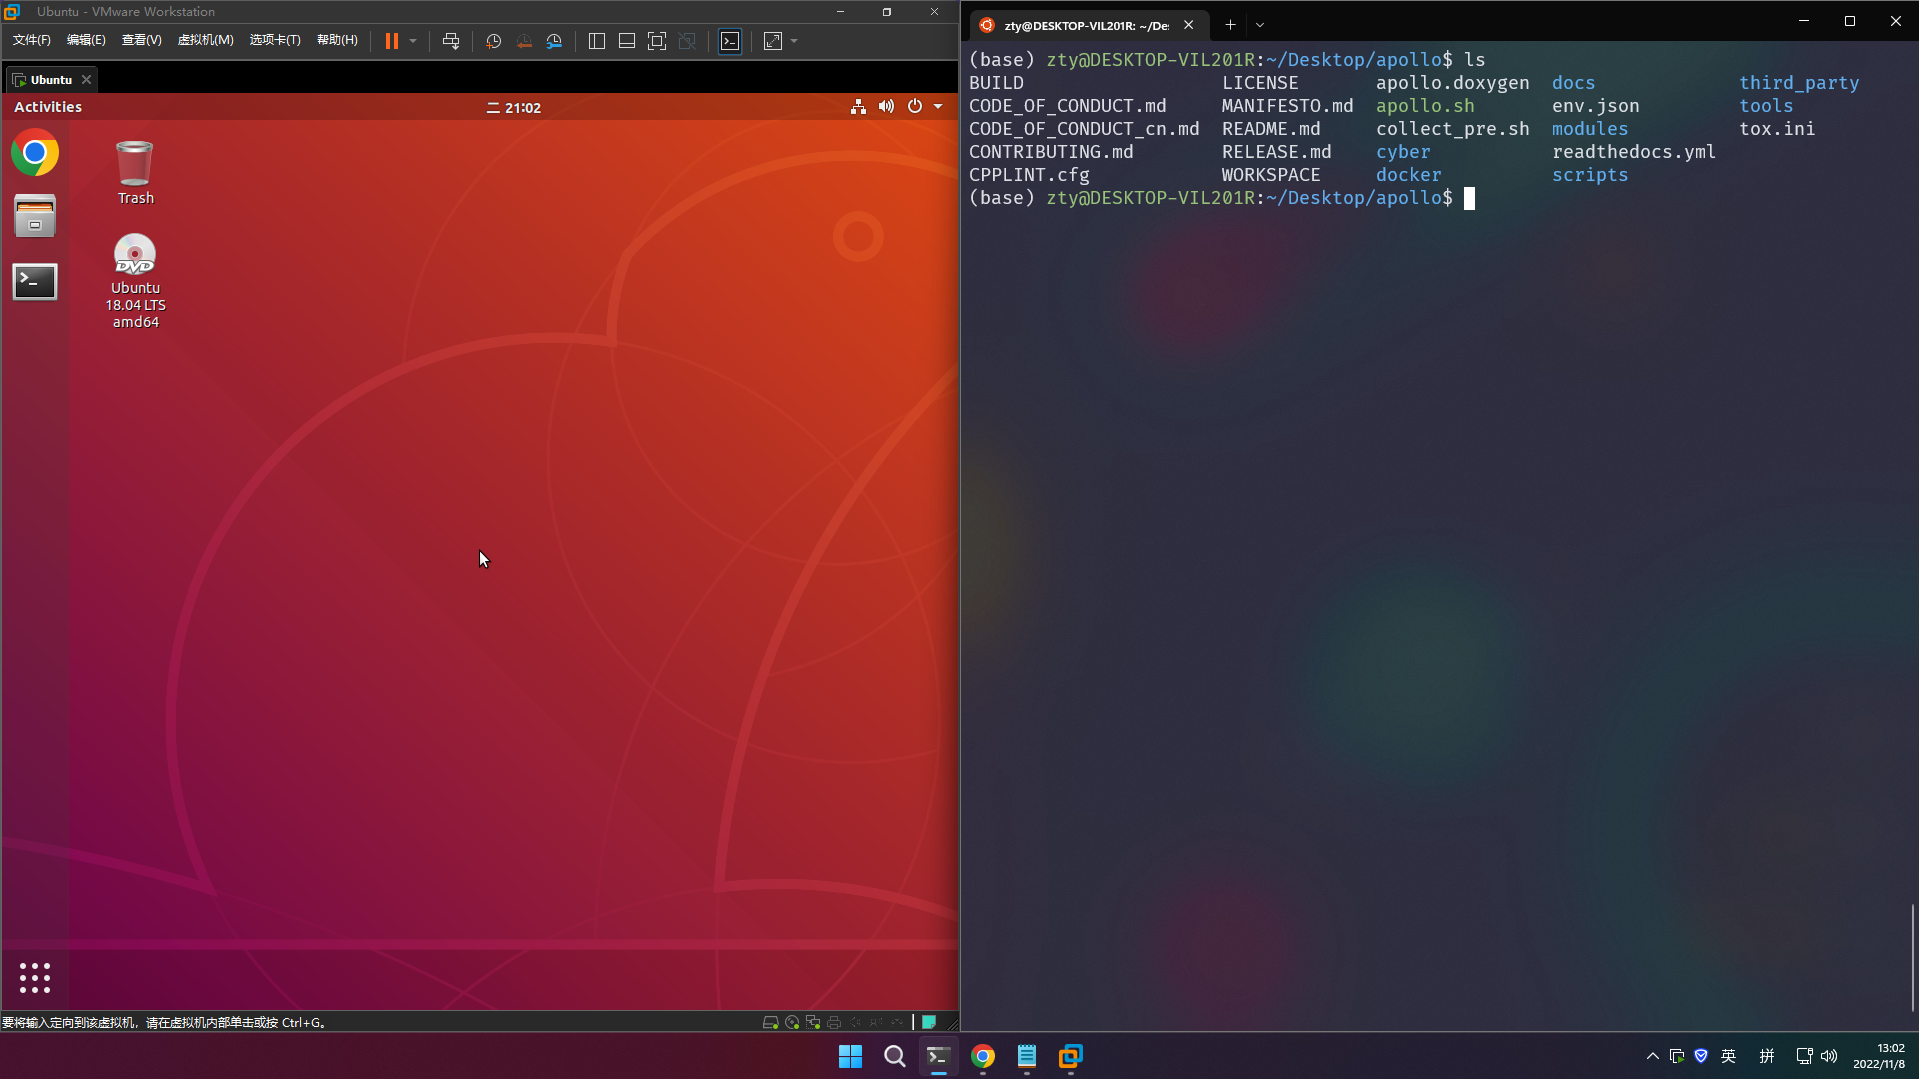 Ubuntu - VMware Workstation
文件(F) 编辑(E) 查看(V) 虚拟机(M) 选项卡(T) 帮助(H)
Ubuntu
Activities
二 21:02
Trash
DVD
Ubuntu
18.04 LTS
amd64
要将输入定向到该虚拟机，请在虚拟机内部单击或按 Ctrl+G。
zty@DESKTOP-VIL201R: ~/De
(base) zty@DESKTOP-VIL201R:~/Desktop/apollo$ ls
BUILD LICENSE apollo.doxygen docs third_party
CODE_OF_CONDUCT.md MANIFESTO.md apollo.sh env.json tools
CODE_OF_CONDUCT_cn.md README.md collect_pre.sh modules tox.ini
CONTRIBUTING.md RELEASE.md cyber readthedocs.yml
CPPLINT.cfg WORKSPACE docker scripts
(base) zty@DESKTOP-VIL201R:~/Desktop/apollo$
英 拼
13:02
2022/11/8